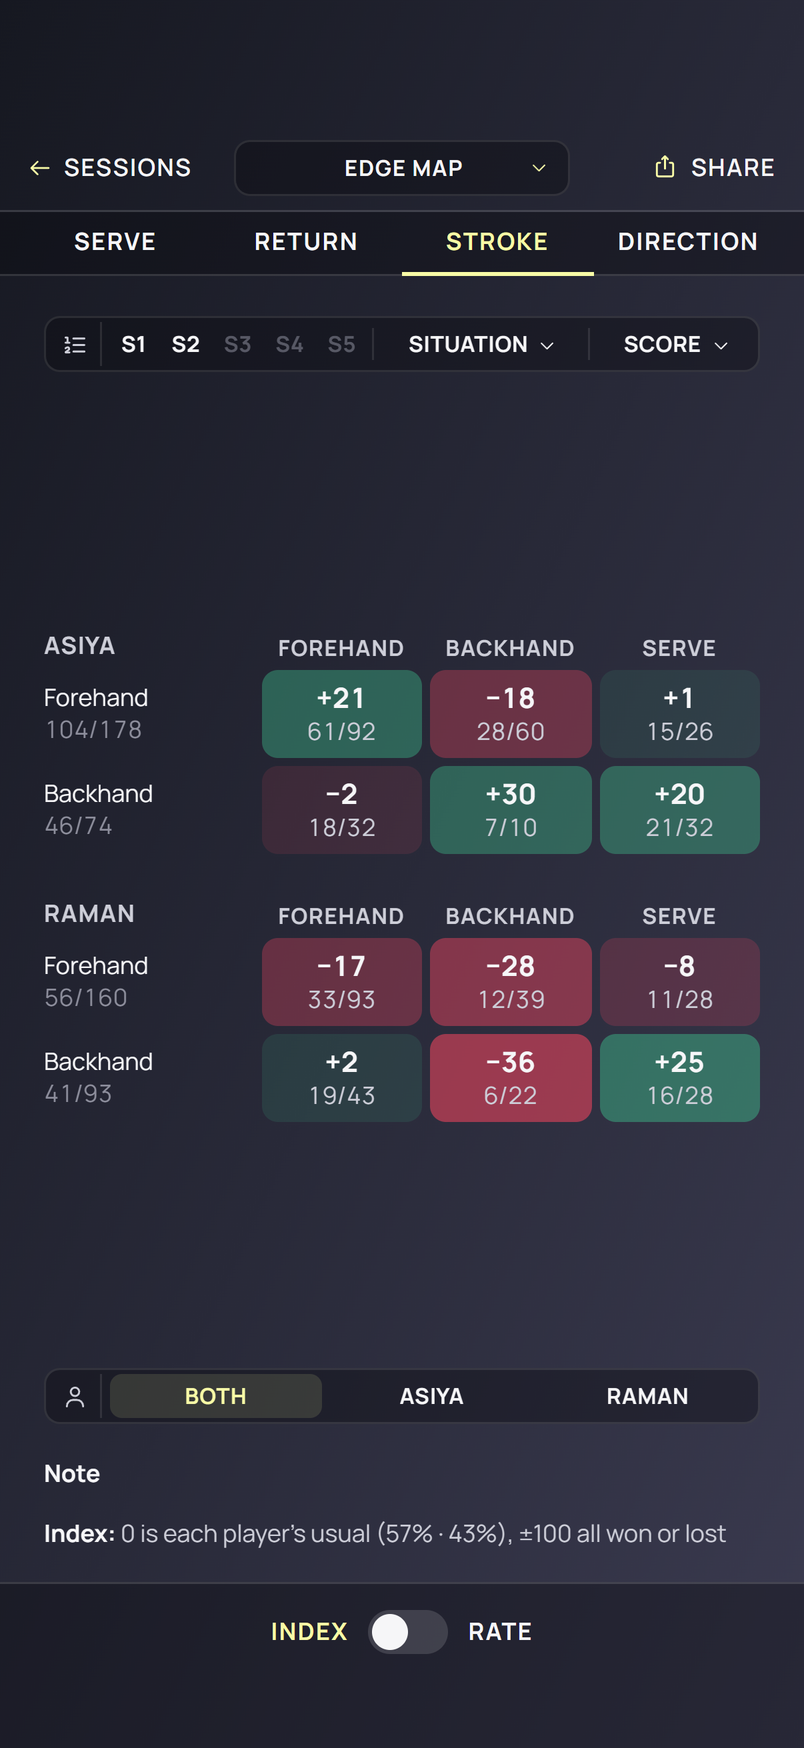 SESSIONS
EDGE MAP
SHARE
SERVE RETURN STROKE DIRECTION
S1 S2 S3 S4 S5 SITUATION SCORE
ASIYA FOREHAND BACKHAND SERVE
Forehand +21 −18 +1
104/178 61/92 28/60 15/26
Backhand −2 +30 +20
46/74 18/32 7/10 21/32
RAMAN FOREHAND BACKHAND SERVE
Forehand −17 −28 −8
56/160 33/93 12/39 11/28
Backhand +2 −36 +25
41/93 19/43 6/22 16/28
BOTH ASIYA RAMAN
Note
Index: 0 is each player’s usual (57% · 43%), ±100 all won or lost
INDEX RATE